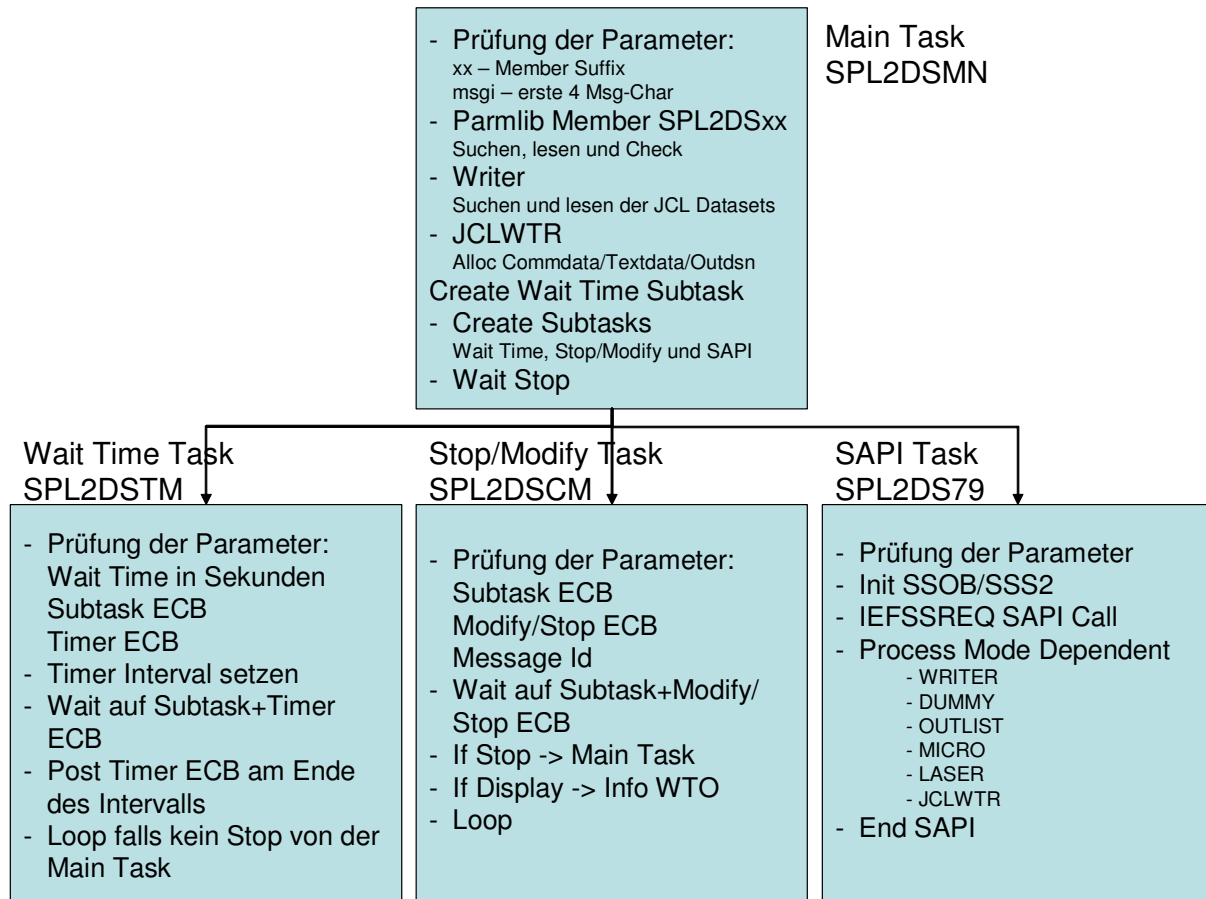 Main Task
SPL2DSMN
- Prüfung der Parameter:
xx – Member Suffix
msgi – erste 4 Msg-Char
- Parmlib Member SPL2DSxx
Suchen, lesen und Check
- Writer
Suchen und lesen der JCL Datasets
- JCLWTR
Alloc Commdata/Textdata/Outdsn
Create Wait Time Subtask
- Create Subtasks
Wait Time, Stop/Modify und SAPI
- Wait Stop
Wait Time Task
SPL2DSTM
- Prüfung der Parameter:
Wait Time in Sekunden
Subtask ECB
Timer ECB
- Timer Interval setzen
- Wait auf Subtask+Timer
ECB
- Post Timer ECB am Ende
des Intervalls
- Loop falls kein Stop von der
Main Task
Stop/Modify Task
SPL2DSCM
- Prüfung der Parameter:
Subtask ECB
Modify/Stop ECB
Message Id
- Wait auf Subtask+Modify/
Stop ECB
- If Stop -> Main Task
- If Display -> Info WTO
- Loop
SAPI Task
SPL2DS79
- Prüfung der Parameter
- Init SSOB/SSS2
- IEFSSREQ SAPI Call
- Process Mode Dependent
- WRITER
- DUMMY
- OUTLIST
- MICRO
- LASER
- JCLWTR
- End SAPI